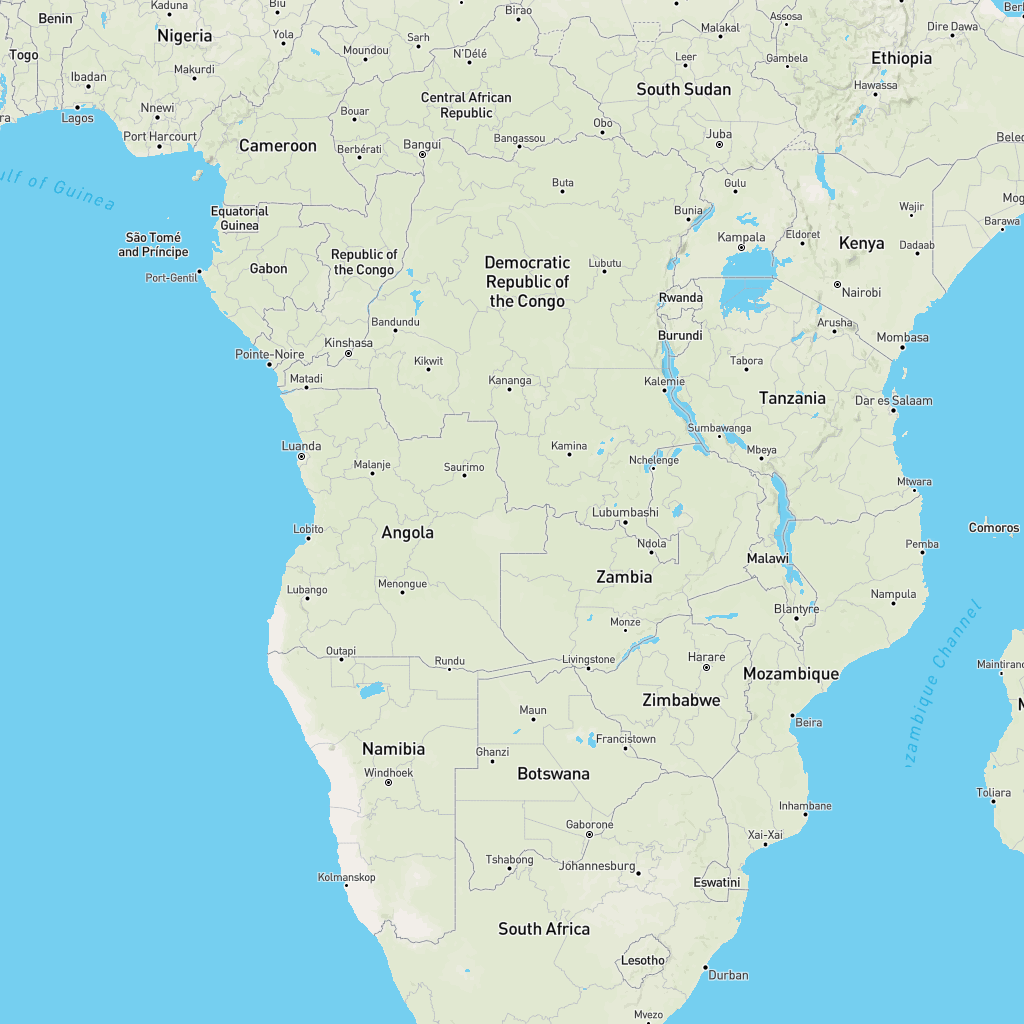 Kaduna
Biu
Birao
Malakal
Assosa
Dire Dawa
Benin
Nigeria
Yola
Moundou
Sarh
N'Délé
Leer
Gambela
Ethiopia
Togo
Makurdi
Ibadan
Central African
Republic
South Sudan
Hawassa
Nnewi
Bouar
Lagos
Obo
Port Harcourt
Cameroon
Berbérati
Bangui
Bangassou
Juba
Gulf of Guinea
Buta
Gulu
Equatorial
Guinea
Bunia
Wajir
Barawa
São Tomé
and Príncipe
Kampala
Eldoret
Kenya
Dadaab
Port-Gentil
Gabon
Republic of
the Congo
Democratic
Republic of
the Congo
Lubutu
Rwanda
Nairobi
Bandundu
Burundi
Arusha
Mombasa
Kinshasa
Pointe-Noire
Kikwit
Tabora
Matadi
Kananga
Kalemie
Tanzania
Dar es Salaam
Sumbawanga
Luanda
Kamina
Mbeya
Malanje
Saurimo
Nchelenge
Mtwara
Lobito
Angola
Lubumbashi
Comoros
Ndola
Pemba
Malawi
Zambia
Menongue
Lubango
Nampula
Blantyre
Monze
Outapi
Rundu
Livingstone
Harare
Mozambique
Maintirano
Zimbabwe
Mozambique Channel
Maun
Beira
Francistown
Namibia
Ghanzi
Windhoek
Botswana
Toliara
Inhambane
Gaborone
Xai-Xai
Tshabong
Johannesburg
Kolmanskop
Eswatini
South Africa
Lesotho
Durban
Mvezo